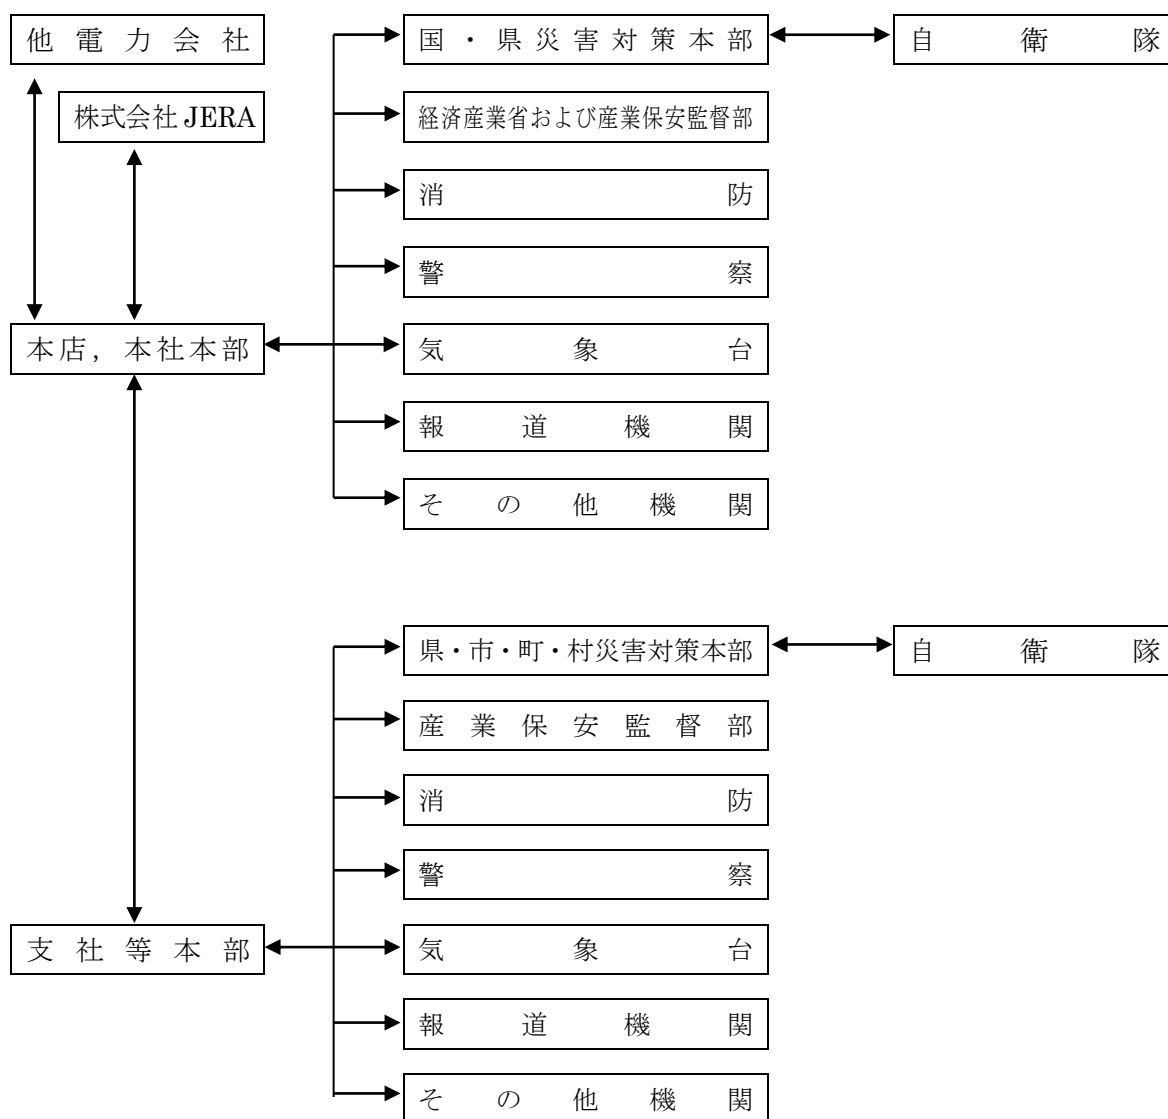 他電力会社
国・県災害対策本部
自衛隊
株式会社 JERA
経済産業省および産業保安監督部
消防
警察
本店，本社本部
気象台
報道機関
その他機関
県・市・町・村災害対策本部
自衛隊
産業保安監督部
消防
警察
支社等本部
気象台
報道機関
その他機関